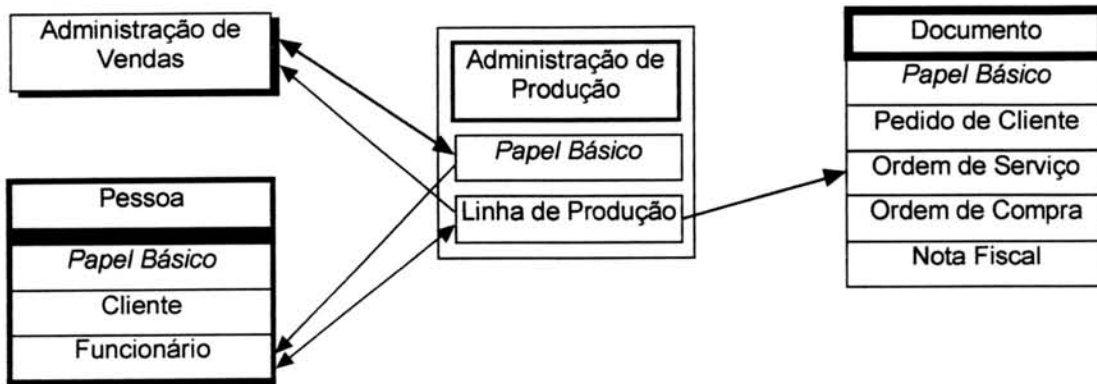 Administração de
Vendas
Pessoa
Papel Básico
Cliente
Funcionário
Administração de
Produção
Papel Básico
Linha de Produção
Documento
Papel Básico
Pedido de Cliente
Ordem de Serviço
Ordem de Compra
Nota Fiscal